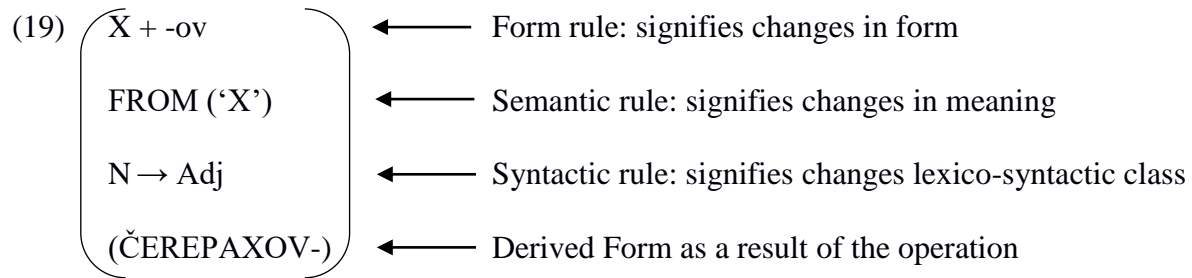 (19) X + -ov ← Form rule: signifies changes in form
FROM (‘X’) ← Semantic rule: signifies changes in meaning
N → Adj ← Syntactic rule: signifies changes lexico-syntactic class
(ČEREPAXOV-) ← Derived Form as a result of the operation